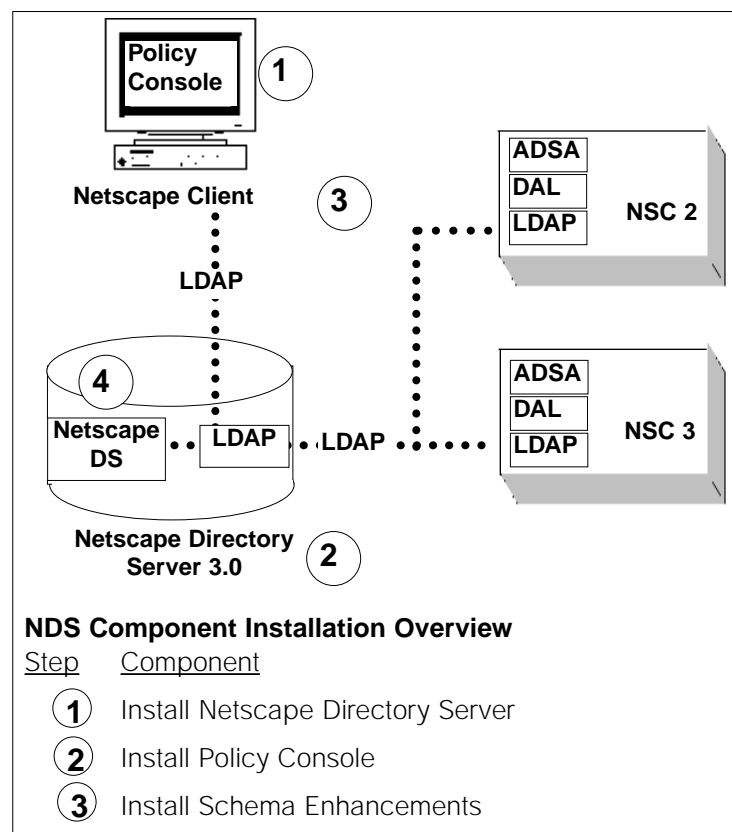 Policy
Console
1
Netscape Client
3
ADSA
DAL
LDAP
NSC 2
LDAP
4
Netscape
DS
LDAP
LDAP
ADSA
DAL
LDAP
NSC 3
Netscape Directory
Server 3.0
2
NDS Component Installation Overview
Step Component
1 Install Netscape Directory Server
2 Install Policy Console
3 Install Schema Enhancements